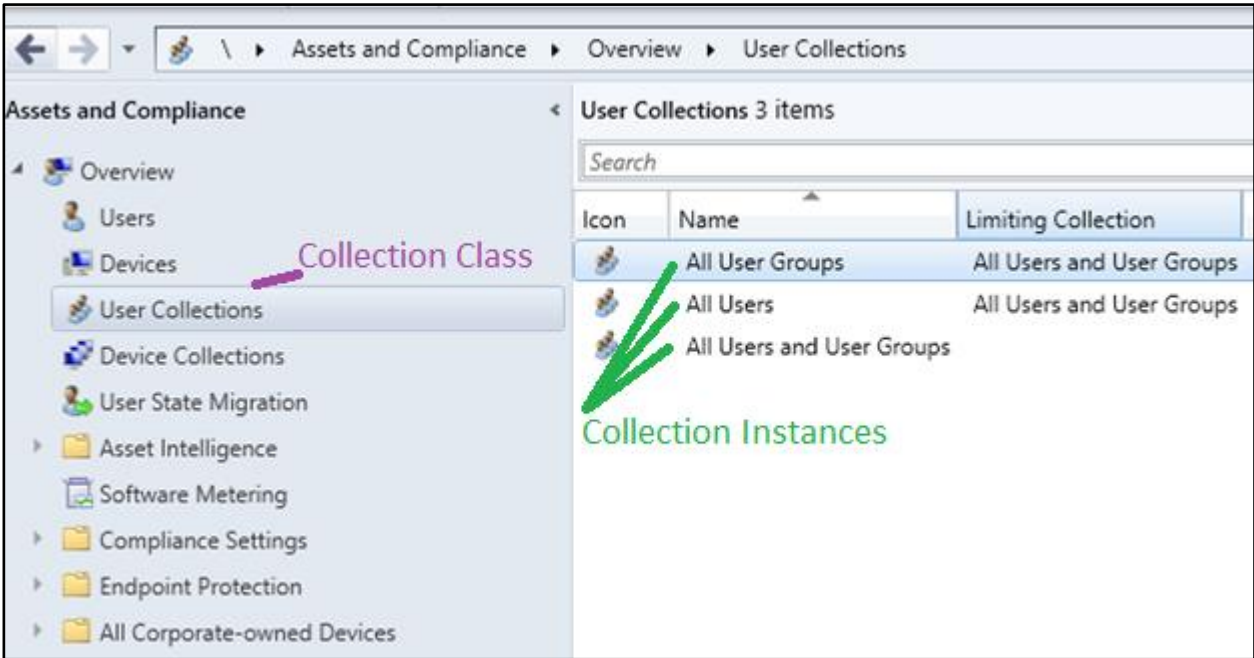 \ Assets and Compliance Overview User Collections
Assets and Compliance
Overview
Users
Devices
Collection Class
User Collections
Device Collections
User State Migration
Asset Intelligence
Software Metering
Compliance Settings
Endpoint Protection
All Corporate-owned Devices
User Collections 3 items
Search
Icon Name Limiting Collection
All User Groups All Users and User Groups
All Users All Users and User Groups
All Users and User Groups
Collection Instances